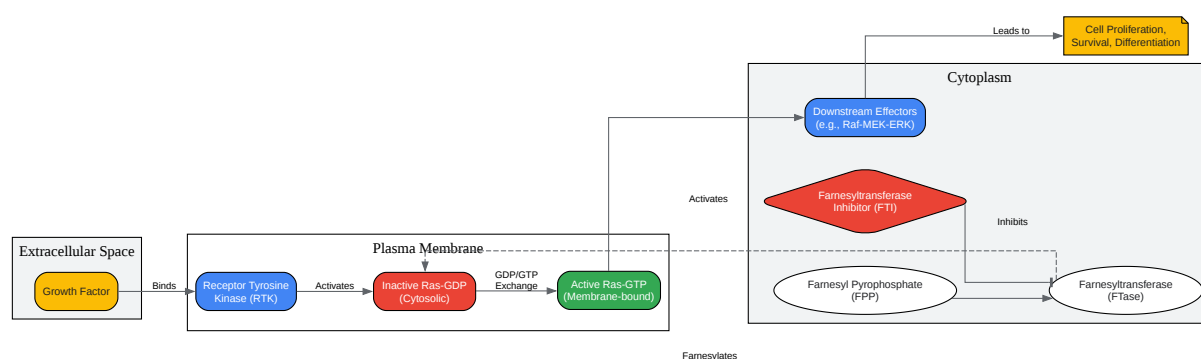 Leads to
Cell Proliferation,
Survival, Differentiation
Cytoplasm
Downstream Effectors
(e.g., Raf-MEK-ERK)
Activates
Farnesyltransferase
Inhibitor (FTI)
Inhibits
Extracellular Space
Plasma Membrane
Growth Factor
Binds
Receptor Tyrosine
Kinase (RTK)
Activates
Inactive Ras-GDP
(Cytosolic)
GDP/GTP
Exchange
Active Ras-GTP
(Membrane-bound)
Farnesyl Pyrophosphate
(FPP)
Farnesyltransferase
(FTase)
Farnesylates